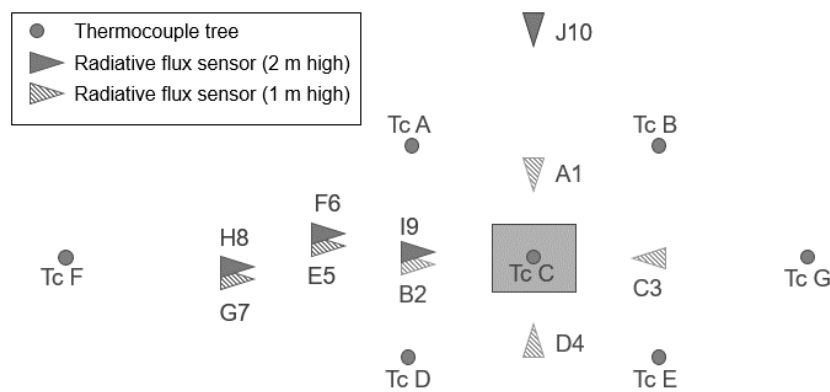 Thermocouple tree
Radiative flux sensor (2 m high)
Radiative flux sensor (1 m high)
J10
Tc A
Tc B
A1
F6
H8
I9
Tc F
E5
Tc C
Tc G
B2
C3
G7
D4
Tc D
Tc E